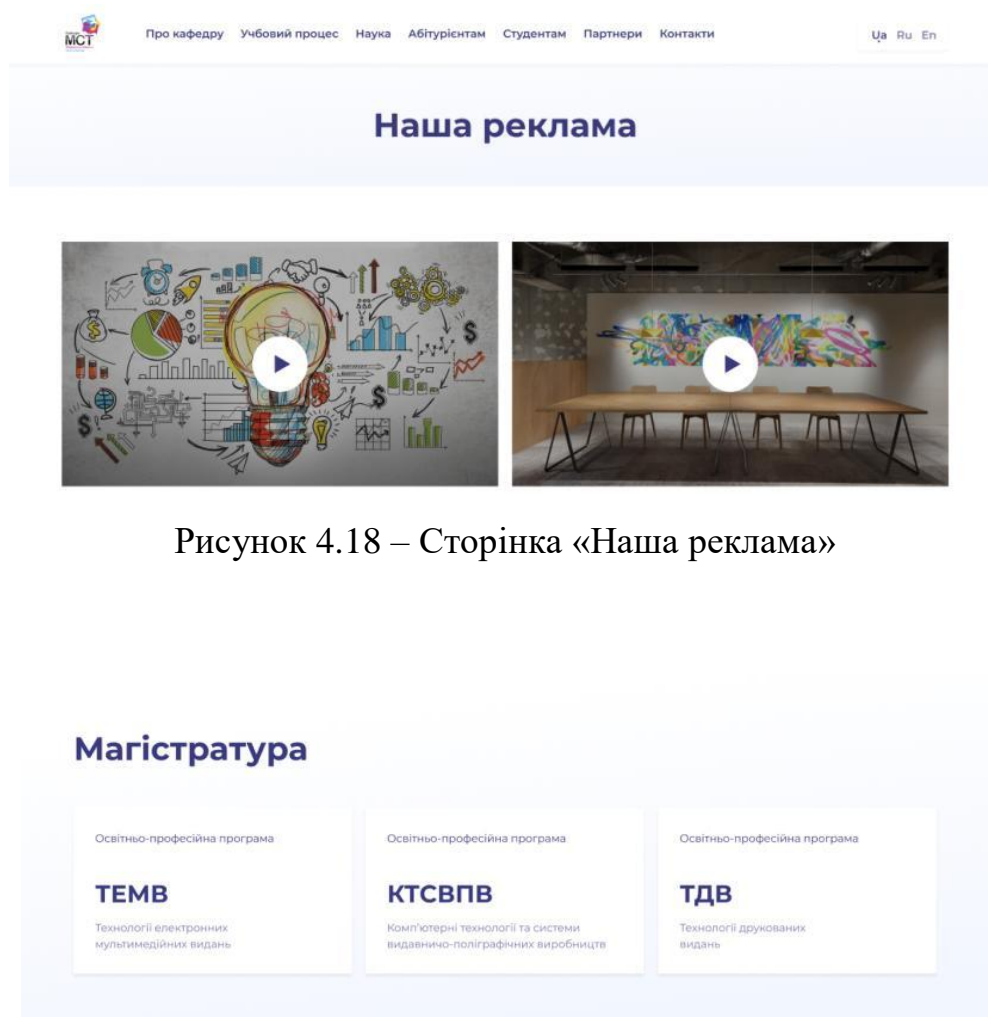 МСТ
Про кафедру Учбовий процес Наука Абітурієнтам Студентам Партнери Контакти
Ua Ru En
Наша реклама
Рисунок 4.18 – Сторінка «Наша реклама»
Магістратура
Освітньо-професійна програма
ТЕМВ
Технології електронних
мультимедійних видань
Освітньо-професійна програма
КТСВПВ
Комп'ютерні технології та системи
видавничо-поліграфічних виробництв
Освітньо-професійна програма
ТДВ
Технології друкованих
видань